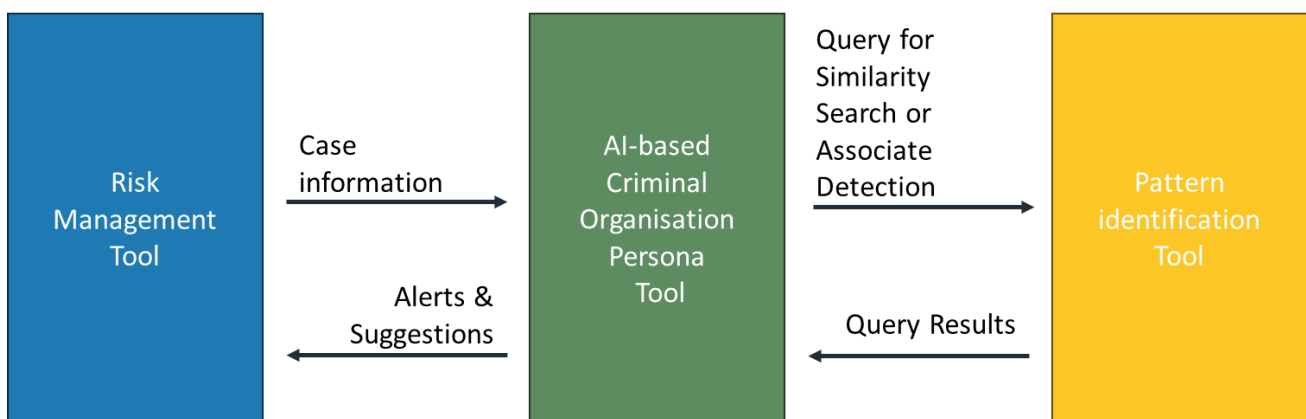 Risk
Management
Tool
Case
information
Alerts &
Suggestions
AI-based
Criminal
Organisation
Persona
Tool
Query for
Similarity
Search or
Associate
Detection
Query Results
Pattern
identification
Tool